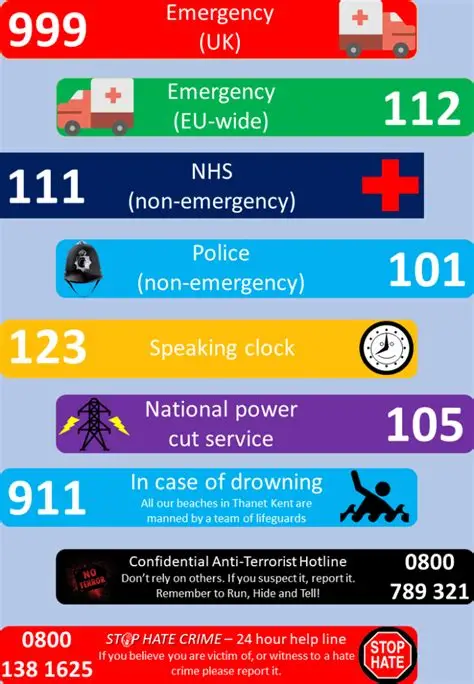 999
Emergency
(UK)
Emergency
(EU-wide)
112
111
NHS
(non-emergency)
Police
(non-emergency)
101
123
Speaking clock
National power
cut service
105
911
In case of drowning
All our beaches in Thanet Kent are
manned by a team of lifeguards
NO
TERROR
Confidential Anti-Terrorist Hotline
Don't rely on others. If you suspect it, report it.
Remember to Run, Hide and Tell!
0800
789 321
0800
138 1625
STOP HATE CRIME – 24 hour help line
If you believe you are victim of, or witness to a hate
crime please report it.
STOP
HATE